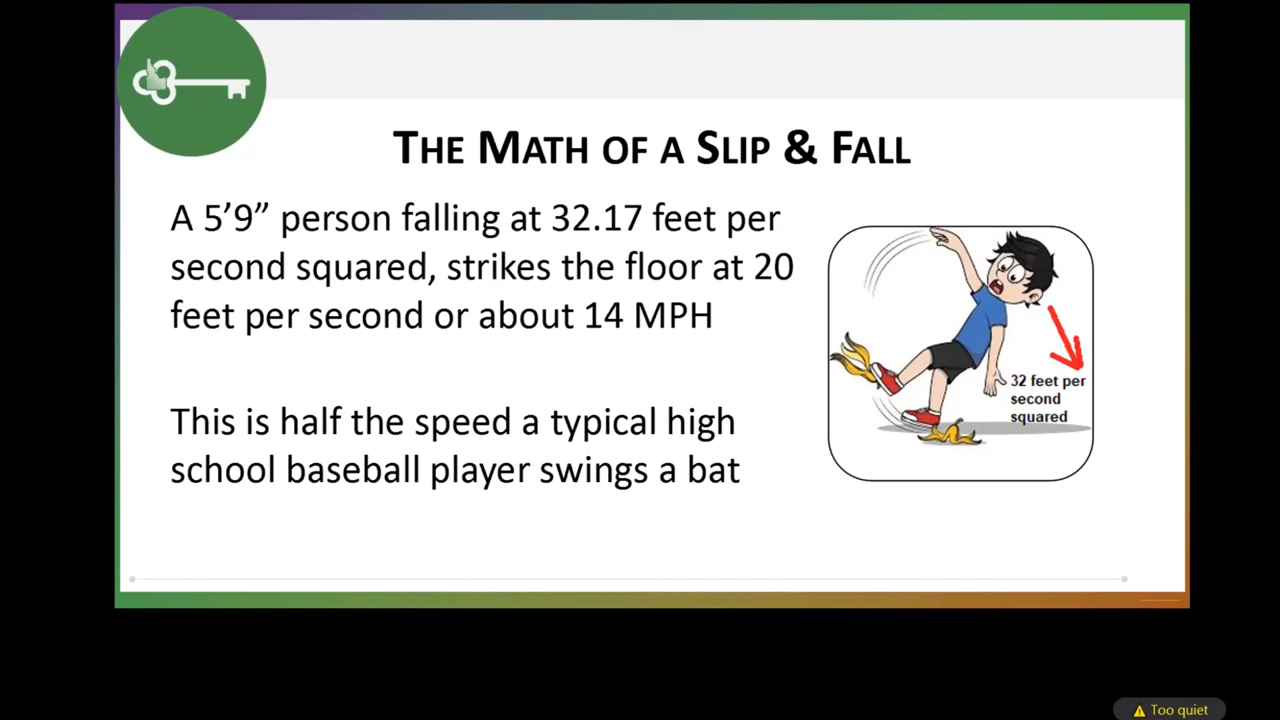 THE MATH OF A SLIP & FALL
A 5’9” person falling at 32.17 feet per
second squared, strikes the floor at 20
feet per second or about 14 MPH
This is half the speed a typical high
school baseball player swings a bat
32 feet per
second
squared
Too quiet